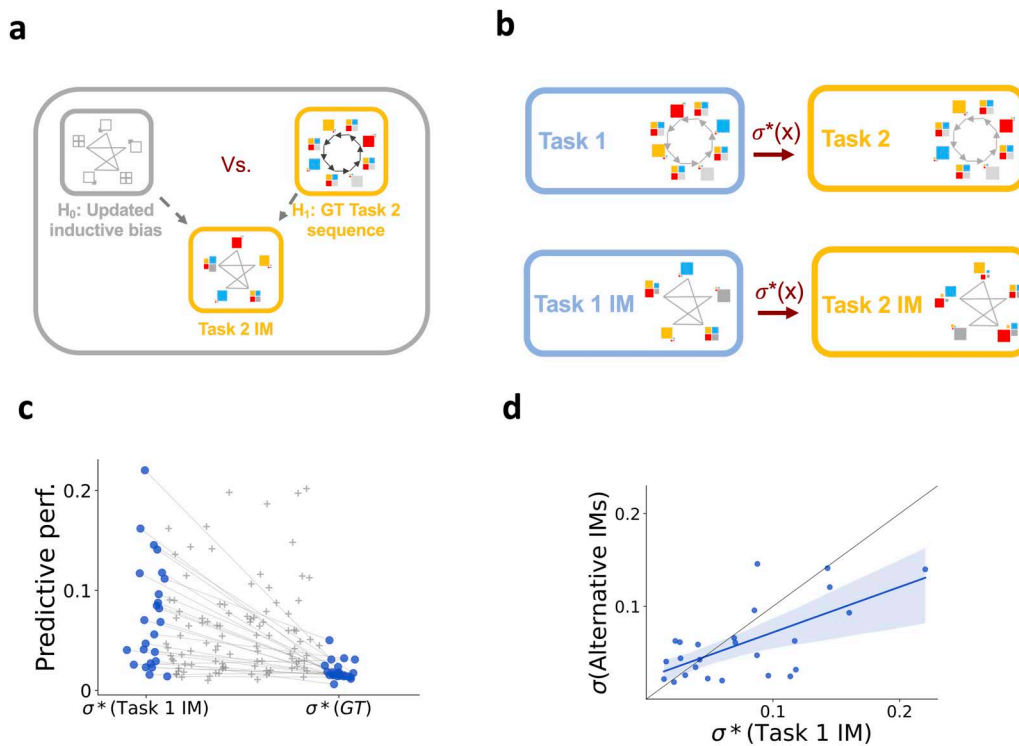 a
Vs.
H₀: Updated
inductive bias
H₁: GT Task 2
sequence
Task 2 IM
b
Task 1
σ*(x)
Task 2
Task 1 IM
σ*(x)
Task 2 IM
c
Predictive perf.
0.2
0.1
0
σ*(Task 1 IM)
σ*(GT)
d
σ(Alternative IMs)
0.2
0.1
0.1
0.2
σ*(Task 1 IM)